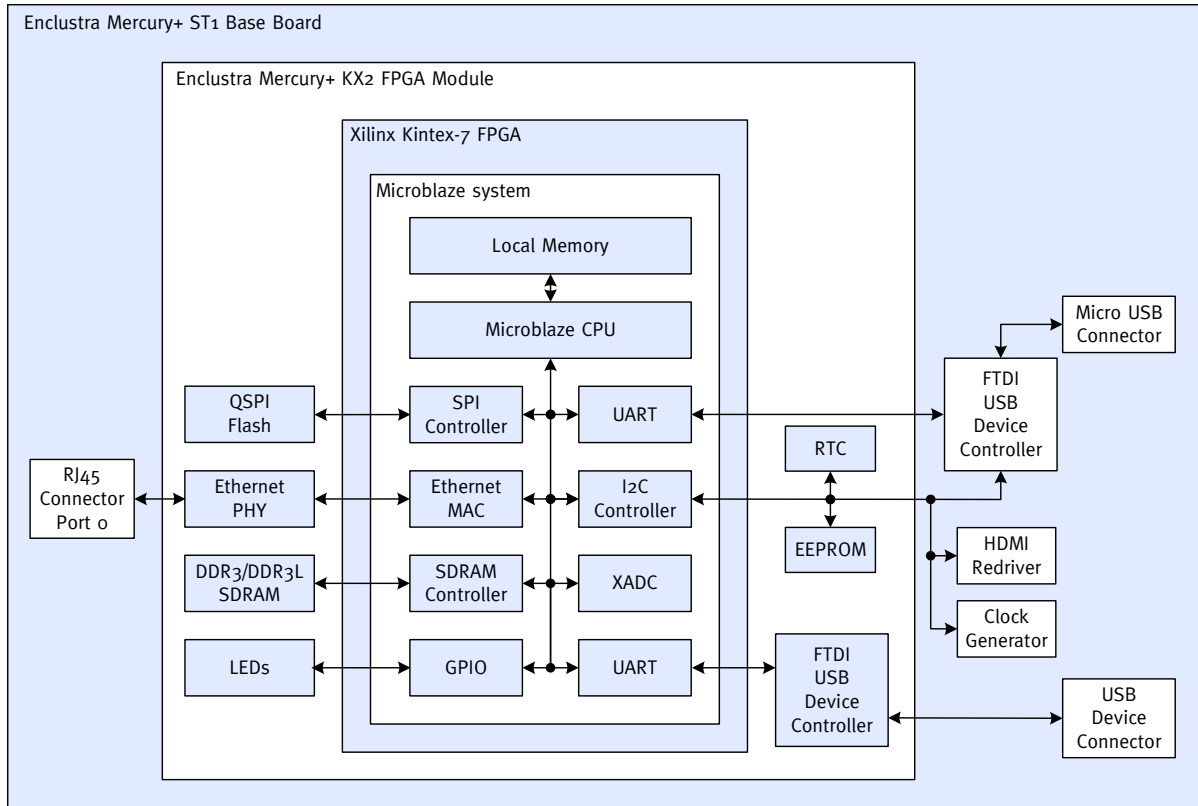 Enclustra Mercury+ ST1 Base Board
Enclustra Mercury+ KX2 FPGA Module
Xilinx Kintex-7 FPGA
Microblaze system
Local Memory
Microblaze CPU
QSPI
Flash
SPI
Controller
UART
RJ45
Connector
Port 0
Ethernet
PHY
Ethernet
MAC
I2C
Controller
DDR3/DDR3L
SDRAM
SDRAM
Controller
XADC
LEDs
GPIO
UART
RTC
EEPROM
FTDI
USB
Device
Controller
Micro USB
Connector
FTDI
USB
Device
Controller
HDMI
Redriver
Clock
Generator
USB
Device
Connector